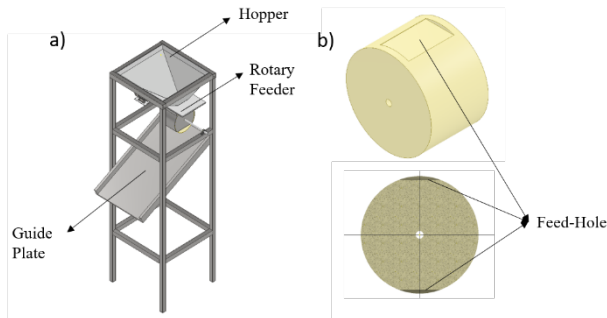 a)
Hopper
Rotary
Feeder
Guide
Plate
b)
Feed-Hole